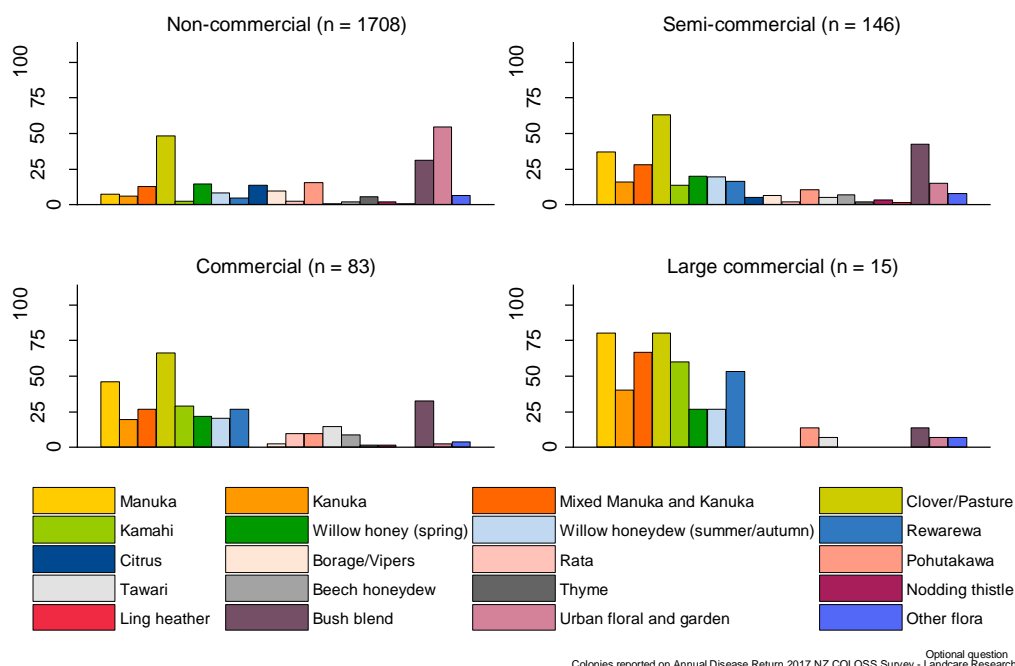 Non-commercial (n = 1708)
0 25 50 75 100
Semi-commercial (n = 146)
0 25 50 75 100
Commercial (n = 83)
0 25 50 75 100
Large commercial (n = 15)
0 25 50 75 100
Manuka Kanuka Mixed Manuka and Kanuka Clover/Pasture
Kamahi Willow honey (spring) Willow honeydew (summer/autumn) Rewarewa
Citrus Borage/Vipers Rata Pohutakawa
Tawari Beech honeydew Thyme Nodding thistle
Ling heather Bush blend Urban floral and garden Other flora
Optional question
Colonies reported on Annual Disease Return 2017 NZ COLOSS Survey - Landcare Research